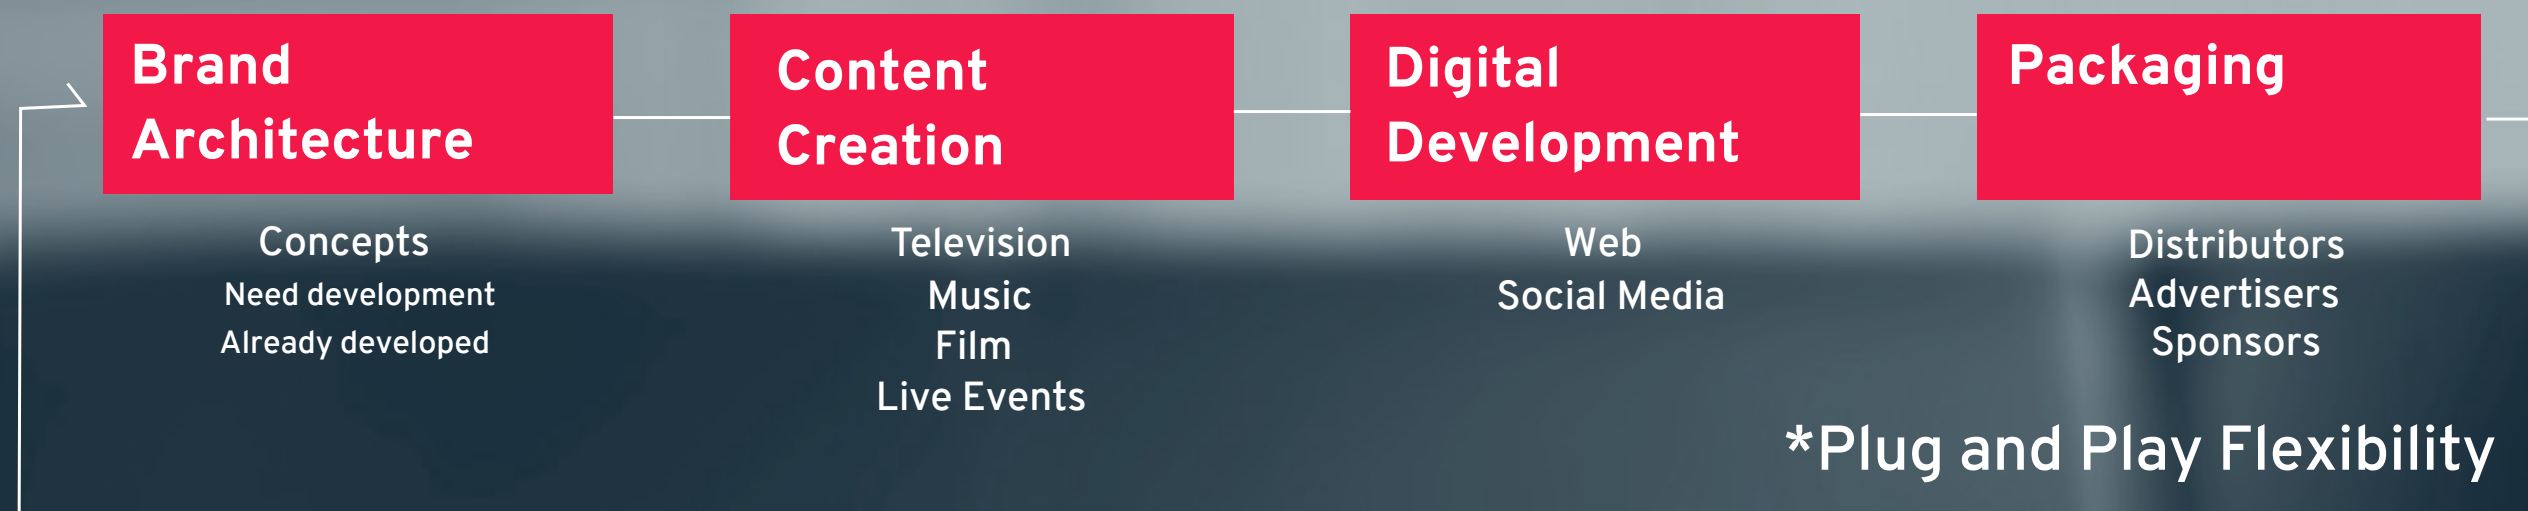 Brand
Architecture
Concepts
Need development
Already developed
Content
Creation
Television
Music
Film
Live Events
Digital
Development
Web
Social Media
Packaging
Distributors
Advertisers
Sponsors
*Plug and Play Flexibility